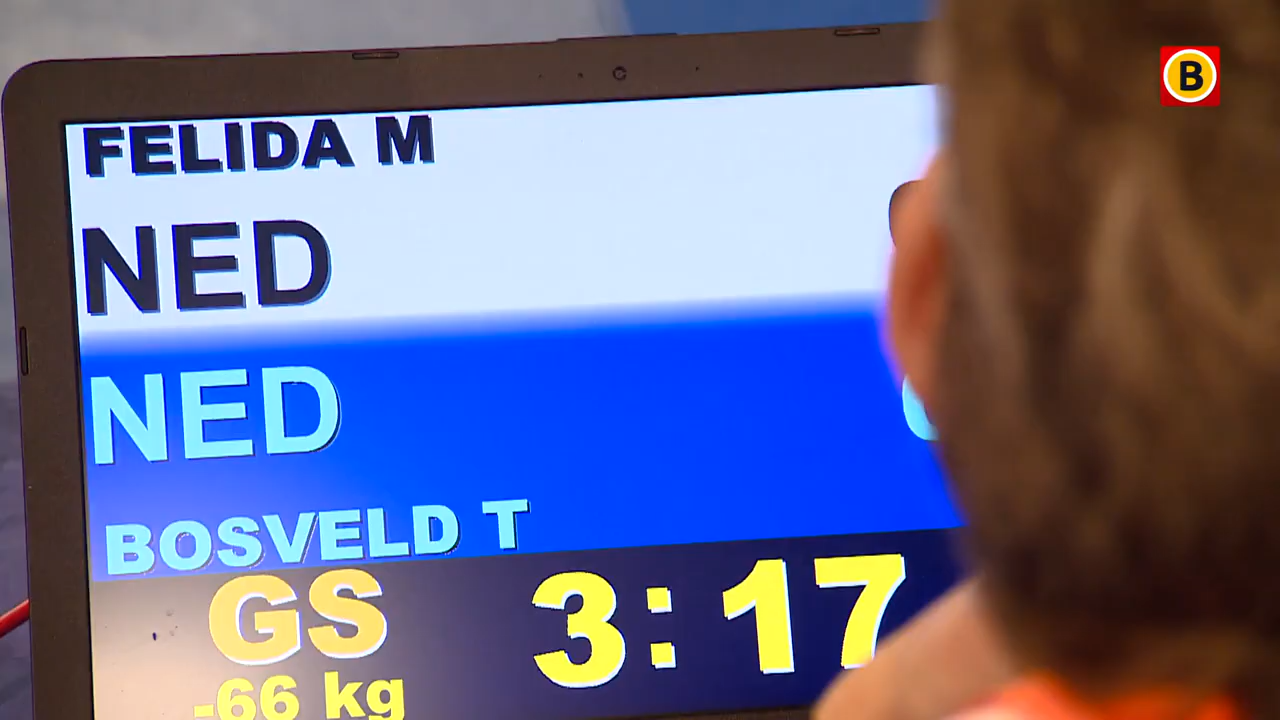 B
FELIDA M
NED
NED
BOSVELD T
GS 3:17
-66 kg